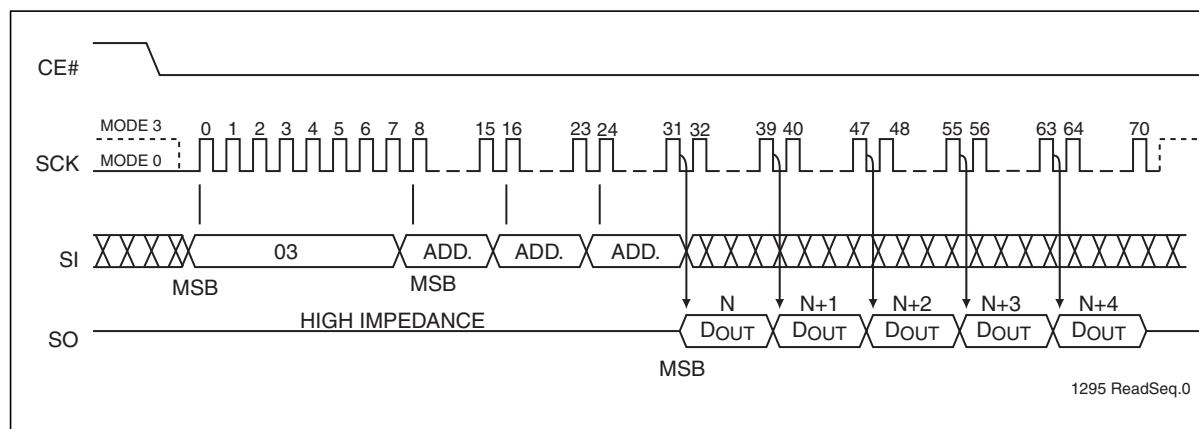 CE#
MODE 3
0 1 2 3 4 5 6 7 8 15 16 23 24 31 32 39 40 47 48 55 56 63 64 70
SCK MODE 0
SI 03 ADD. ADD. ADD.
MSB MSB
N N+1 N+2 N+3 N+4
HIGH IMPEDANCE
SO DOUT DOUT DOUT DOUT DOUT
MSB
1295 ReadSeq.0